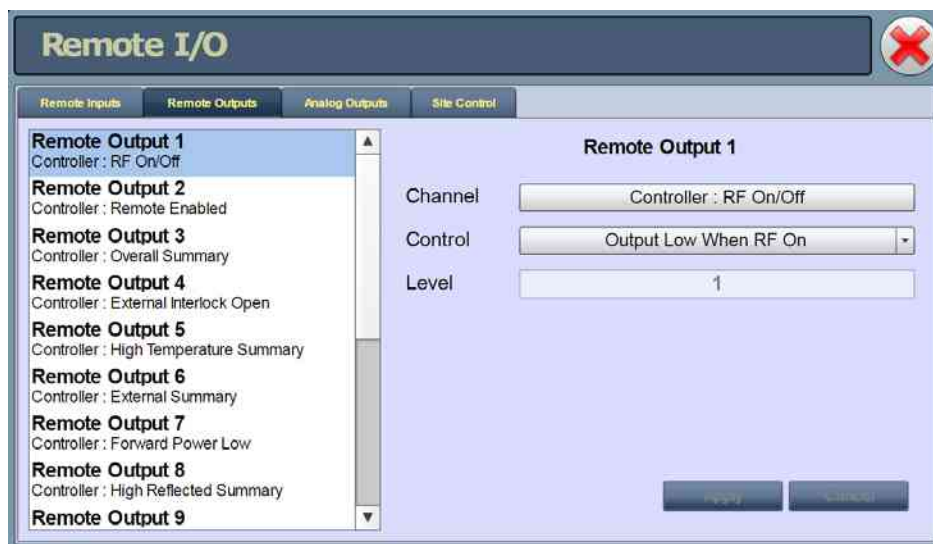 Remote I/O
Remote Inputs
Remote Outputs
Analog Outputs
Site Control
Remote Output 1
Controller : RF On/Off
Remote Output 2
Controller : Remote Enabled
Remote Output 3
Controller : Overall Summary
Remote Output 4
Controller : External Interlock Open
Remote Output 5
Controller : High Temperature Summary
Remote Output 6
Controller : External Summary
Remote Output 7
Controller : Forward Power Low
Remote Output 8
Controller : High Reflected Summary
Remote Output 9
Remote Output 1
Channel
Controller : RF On/Off
Control
Output Low When RF On
Level
1
Apply
Cancel